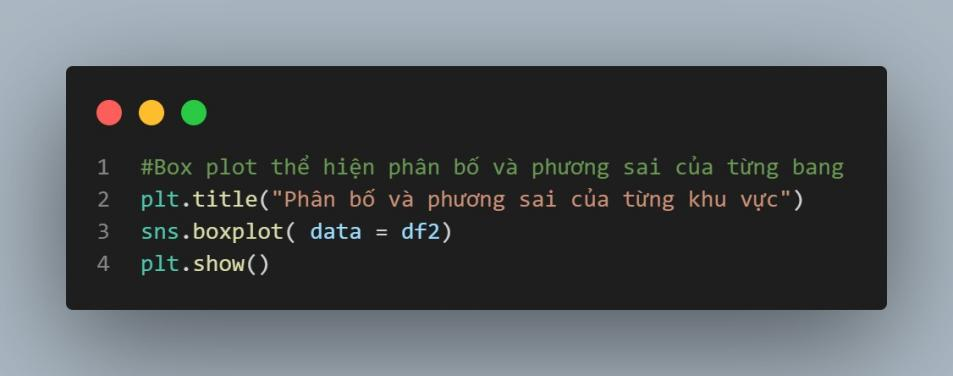 1 #Box plot thể hiện phân bố và phương sai của từng bang
2 plt.title("Phân bố và phương sai của từng khu vực")
3 sns.boxplot( data = df2)
4 plt.show()